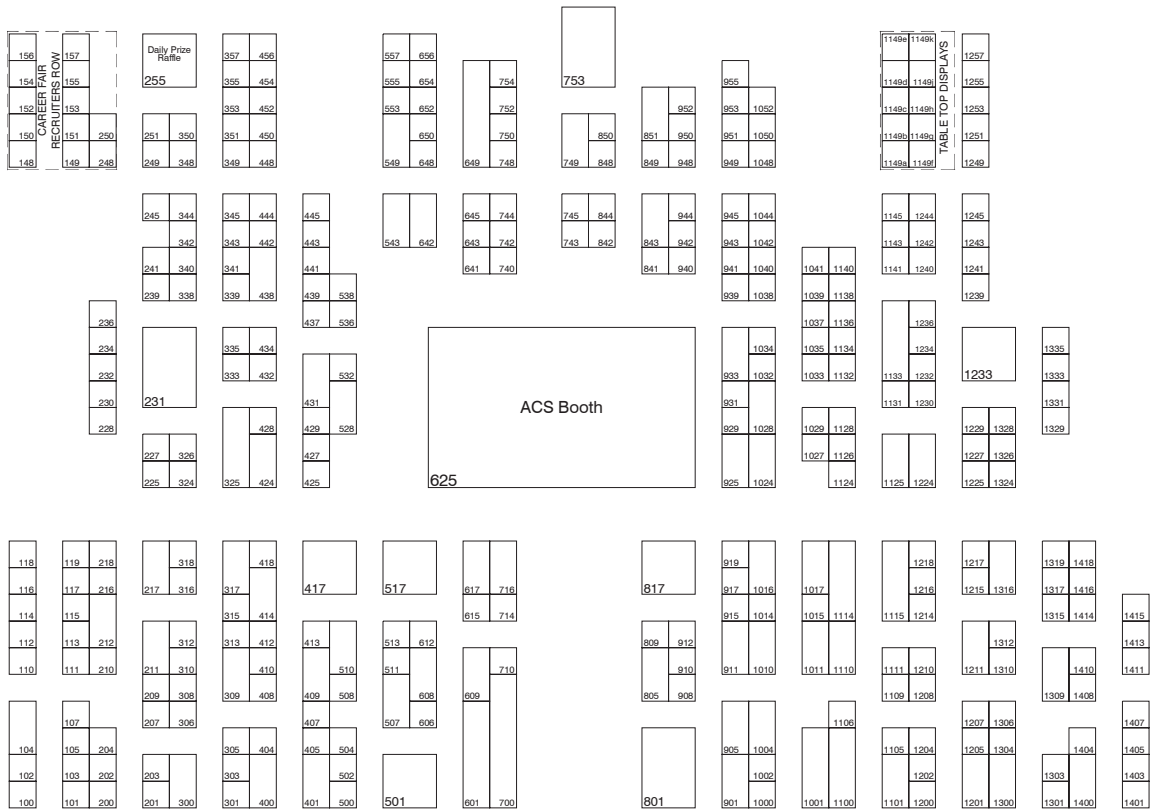 1149e 1149k
156 157 Daily Prize
Raffle 357 456 557 656 1257
154 155 255 355 454 555 654 754 753 955 1149d 1149j 1255
152 153 353 452 553 652 752 952 953 1052 1149c 1149h 1253
CAREER FAIR
RECRUITERS ROW
TABLE TOP DISPLAYS
150 151 250 251 350 351 450 650 750 850 851 950 951 1050 1149b 1149g 1251
148 149 248 249 348 349 448 549 648 649 748 749 848 849 948 949 1048 1149a 1149f 1249
245 344 345 444 445 645 744 745 844 944 945 1044 1145 1244 1245
342 343 442 443 543 642 643 742 743 842 843 942 943 1042 1143 1242 1243
241 340 341 441 641 740 841 940 941 1040 1041 1140 1141 1240 1241
239 338 339 438 439 538 939 1038 1039 1138 1239
236 437 536 1037 1136 1236
234 335 434 1034 1035 1134 1234 1335
232 333 432 532 933 1032 1033 1132 1133 1232 1233 1333
230 231 431 ACS Booth 931 1131 1230 1331
228 428 429 528 929 1028 1029 1128 1229 1328 1329
227 326 427 1027 1126 1227 1326
225 324 325 424 425 625 925 1024 1124 1125 1224 1225 1324
118 119 218 318 418 919 1218 1217 1319 1418
116 117 216 217 316 317 417 517 617 716 817 917 1016 1017 1216 1215 1316 1317 1416
114 115 315 414 615 714 915 1014 1015 1114 1115 1214 1315 1414 1415
112 113 212 312 313 412 413 513 612 809 912 1312 1413
110 111 210 211 310 410 510 511 710 910 911 1010 1011 1110 1111 1210 1211 1310 1410 1411
209 308 309 408 409 508 608 609 805 908 1109 1208 1309 1408
107 207 306 407 507 606 1106 1207 1306 1407
104 105 204 305 404 405 504 905 1004 1105 1204 1205 1304 1404 1405
102 103 202 203 303 502 1002 1202 1303 1403
100 101 200 201 300 301 400 401 500 501 601 700 801 901 1000 1001 1100 1101 1200 1201 1300 1301 1400 1401